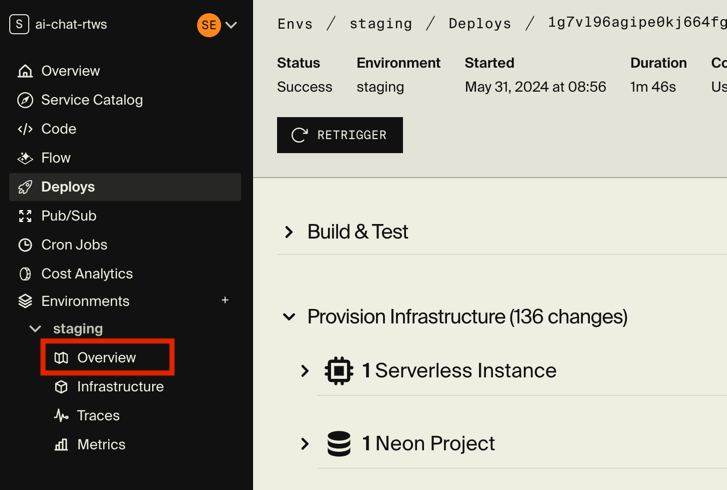 S ai-chat-rtws SE
Overview
Service Catalog
Code
Flow
Deploys
Pub/Sub
Cron Jobs
Cost Analytics
Environments +
staging
Overview
Infrastructure
Traces
Metrics
Envs / staging / Deploys / 1g7vl96agipe0kj664fg
Status Environment Started Duration Co
Success staging May 31, 2024 at 08:56 1m 46s Us
RETRIGGER
Build & Test
Provision Infrastructure (136 changes)
1 Serverless Instance
1 Neon Project